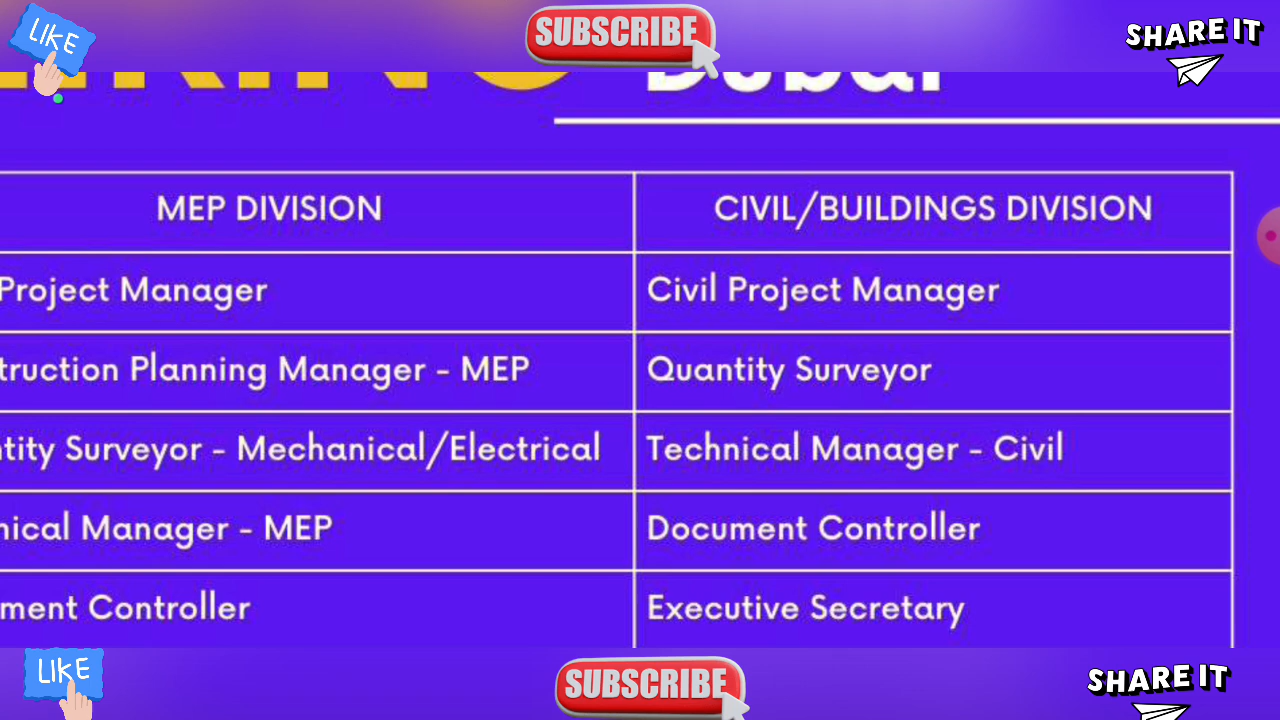 LIKE
SUBSCRIBE
SHARE IT
Dubai
MEP DIVISION
CIVIL/BUILDINGS DIVISION
Project Manager
Civil Project Manager
truction Planning Manager - MEP
Quantity Surveyor
tity Surveyor - Mechanical/Electrical
Technical Manager - Civil
nical Manager - MEP
Document Controller
ment Controller
Executive Secretary
LIKE
SUBSCRIBE
SHARE IT